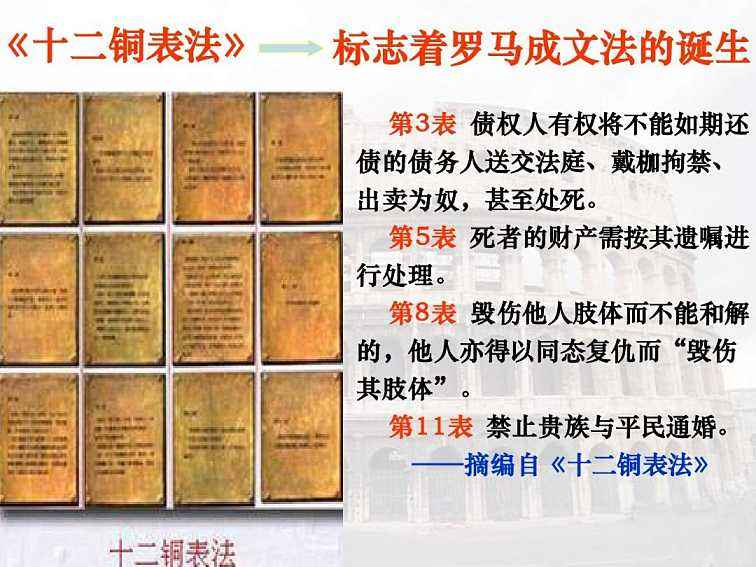 《十二铜表法》 标志着罗马成文法的诞生
第3表 债权人有权将不能如期还
债的债务人送交法庭、戴枷拘禁、
出卖为奴，甚至处死。
第5表 死者的财产需按其遗嘱进
行处理。
第8表 毁伤他人肢体而不能和解
的，他人亦得以同态复仇而“毁伤
其肢体”。
第11表 禁止贵族与平民通婚。
——摘编自《十二铜表法》
十二铜表法